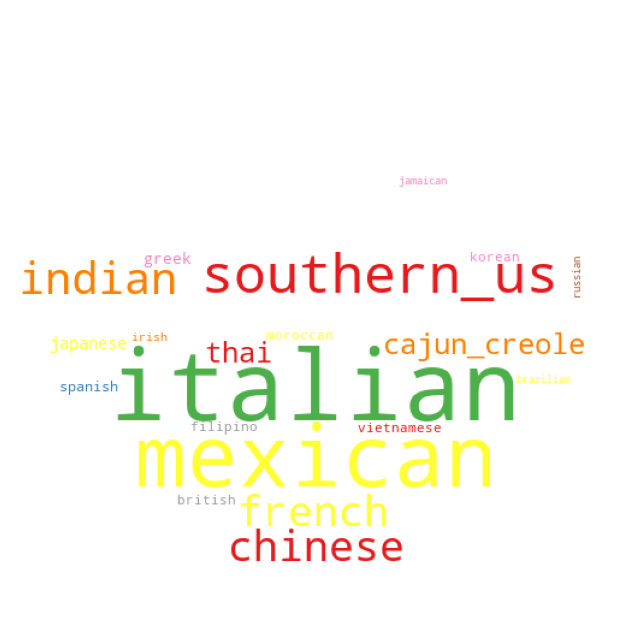 jamaican
greek
korean
indian
southern_us
russian
irish
moroccan
japanese
thai
cajun_creole
italian
spanish
brazilian
filipino
vietnamese
mexican
british
french
chinese